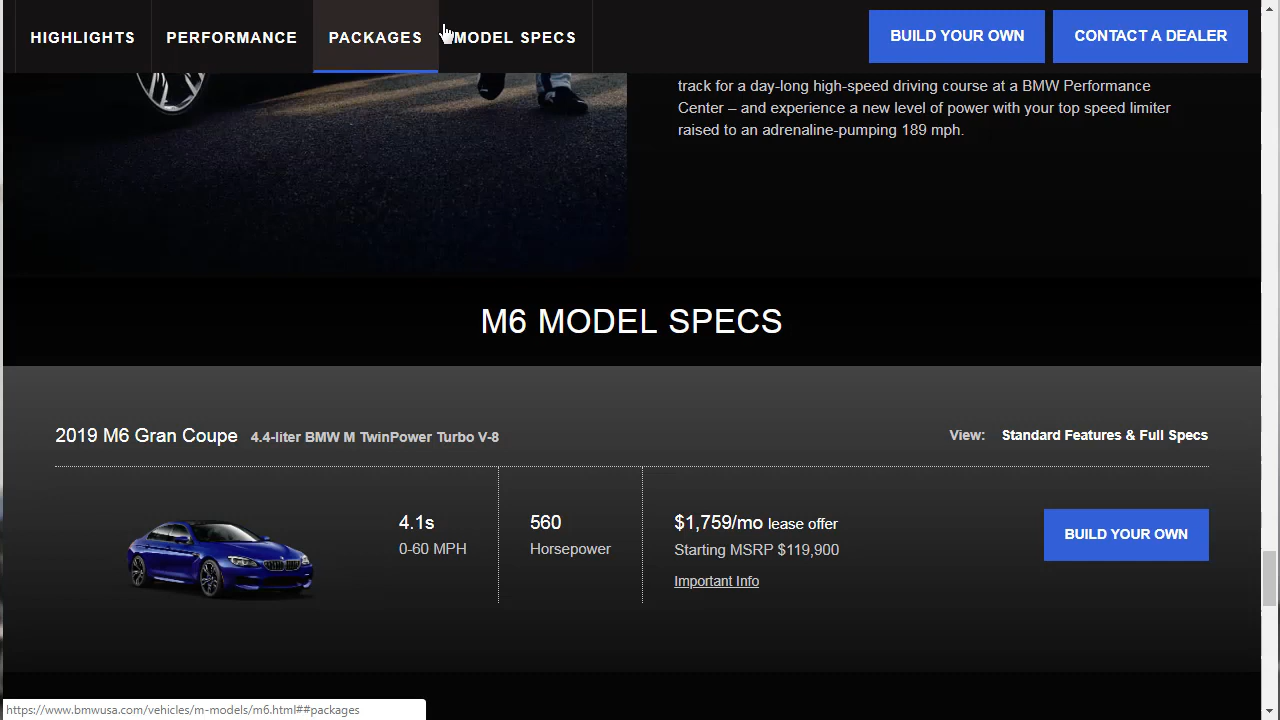 HIGHLIGHTS PERFORMANCE PACKAGES MODEL SPECS BUILD YOUR OWN CONTACT A DEALER
track for a day-long high-speed driving course at a BMW Performance
Center – and experience a new level of power with your top speed limiter
raised to an adrenaline-pumping 189 mph.
M6 MODEL SPECS
2019 M6 Gran Coupe 4.4-liter BMW M TwinPower Turbo V-8 View: Standard Features & Full Specs
4.1s 560 $1,759/mo lease offer
0-60 MPH Horsepower Starting MSRP $119,900
BUILD YOUR OWN
Important Info
https://www.bmwusa.com/vehicles/m-models/m6.html##packages